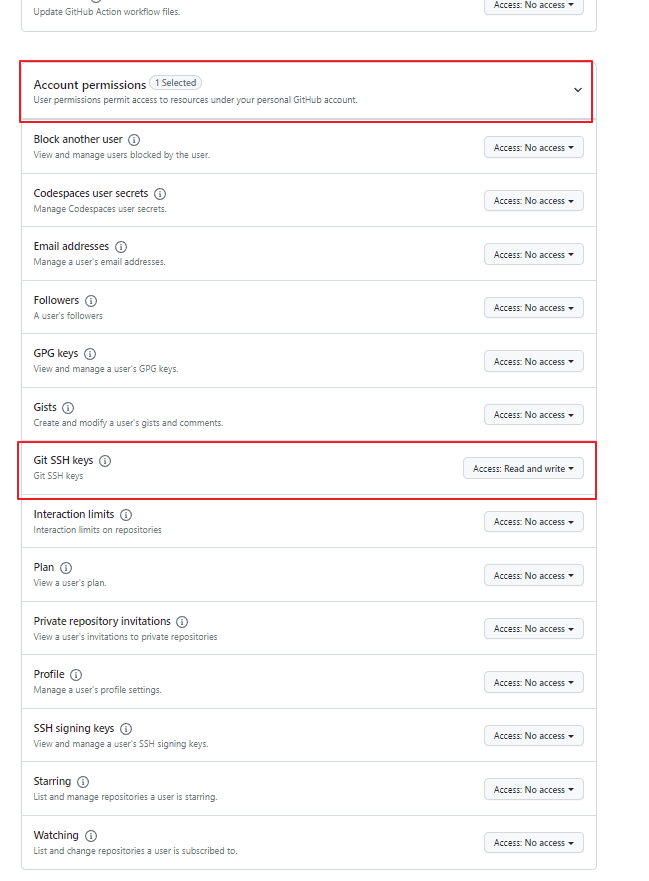 Update GitHub Action workflow files.
Access: No access
Account permissions 1 Selected
User permissions permit access to resources under your personal GitHub account.
Block another user
View and manage users blocked by the user.
Access: No access
Codespaces user secrets
Manage Codespaces user secrets.
Access: No access
Email addresses
Manage a user's email addresses.
Access: No access
Followers
A user's followers
Access: No access
GPG keys
View and manage a user's GPG keys.
Access: No access
Gists
Create and modify a user's gists and comments.
Access: No access
Git SSH keys
Git SSH keys
Access: Read and write
Interaction limits
Interaction limits on repositories
Access: No access
Plan
View a user's plan.
Access: No access
Private repository invitations
View a user's invitations to private repositories
Access: No access
Profile
Manage a user's profile settings.
Access: No access
SSH signing keys
View and manage a user's SSH signing keys.
Access: No access
Starring
List and manage repositories a user is starring.
Access: No access
Watching
List and change repositories a user is subscribed to.
Access: No access